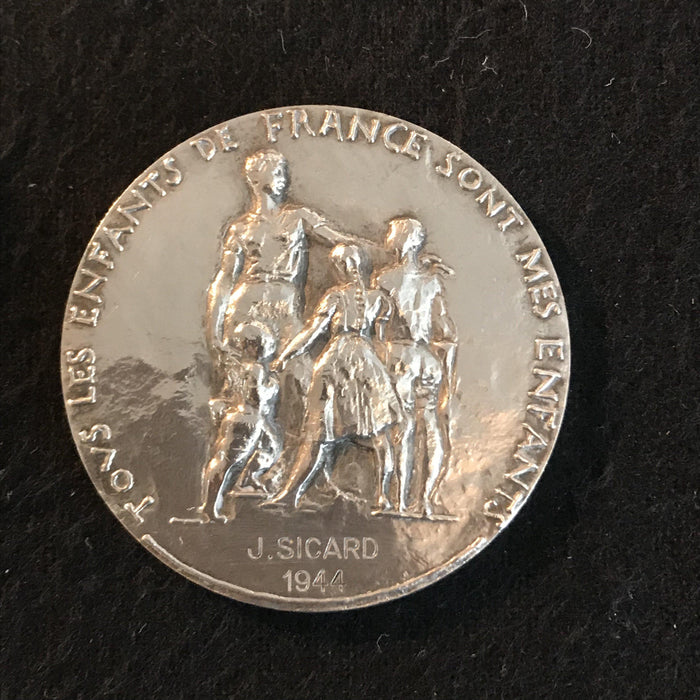 TOUS LES ENFANTS DE FRANCE SONT MES ENFANTS
J. SICARD
1944